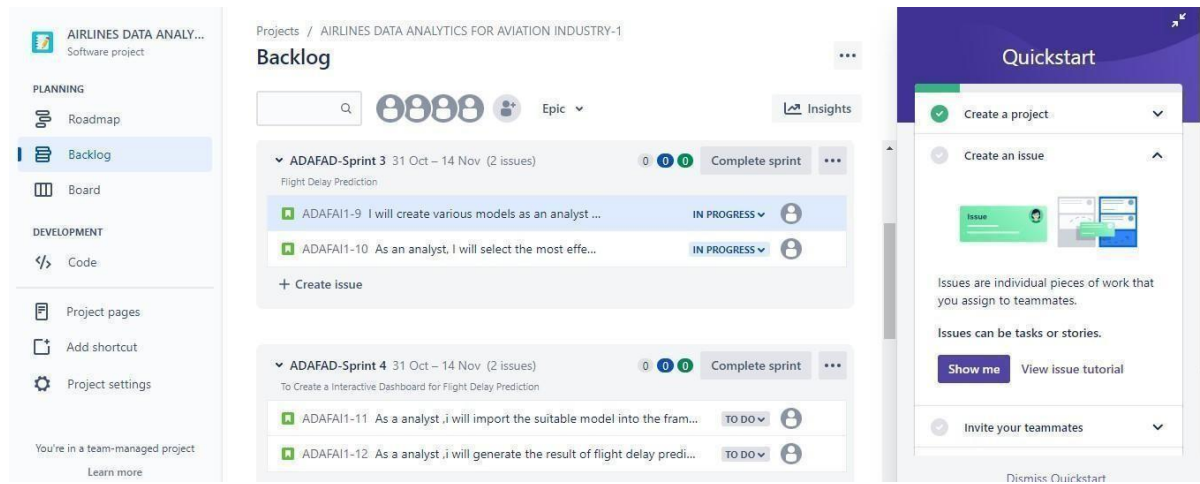 AIRLINES DATA ANALY...
Software project
PLANNING
Roadmap
Backlog
Board
DEVELOPMENT
Code
Project pages
Add shortcut
Project settings
You're in a team-managed project
Learn more
Projects / AIRLINES DATA ANALYTICS FOR AVIATION INDUSTRY-1
Backlog
Epic
Insights
ADAFAD-Sprint 3 31 Oct – 14 Nov (2 issues) 0 0 0 Complete sprint
Flight Delay Prediction
ADAFAI1-9 I will create various models as an analyst ... IN PROGRESS
ADAFAI1-10 As an analyst, I will select the most effe... IN PROGRESS
+ Create issue
ADAFAD-Sprint 4 31 Oct – 14 Nov (2 issues) 0 0 0 Complete sprint
To Create a Interactive Dashboard for Flight Delay Prediction
ADAFAI1-11 As a analyst ,i will import the suitable model into the fram... TO DO
ADAFAI1-12 As a analyst ,i will generate the result of flight delay predi... TO DO
Quickstart
Create a project
Create an issue
Issue
Issues are individual pieces of work that
you assign to teammates.
Issues can be tasks or stories.
Show me View issue tutorial
Invite your teammates
Dismiss Quickstart